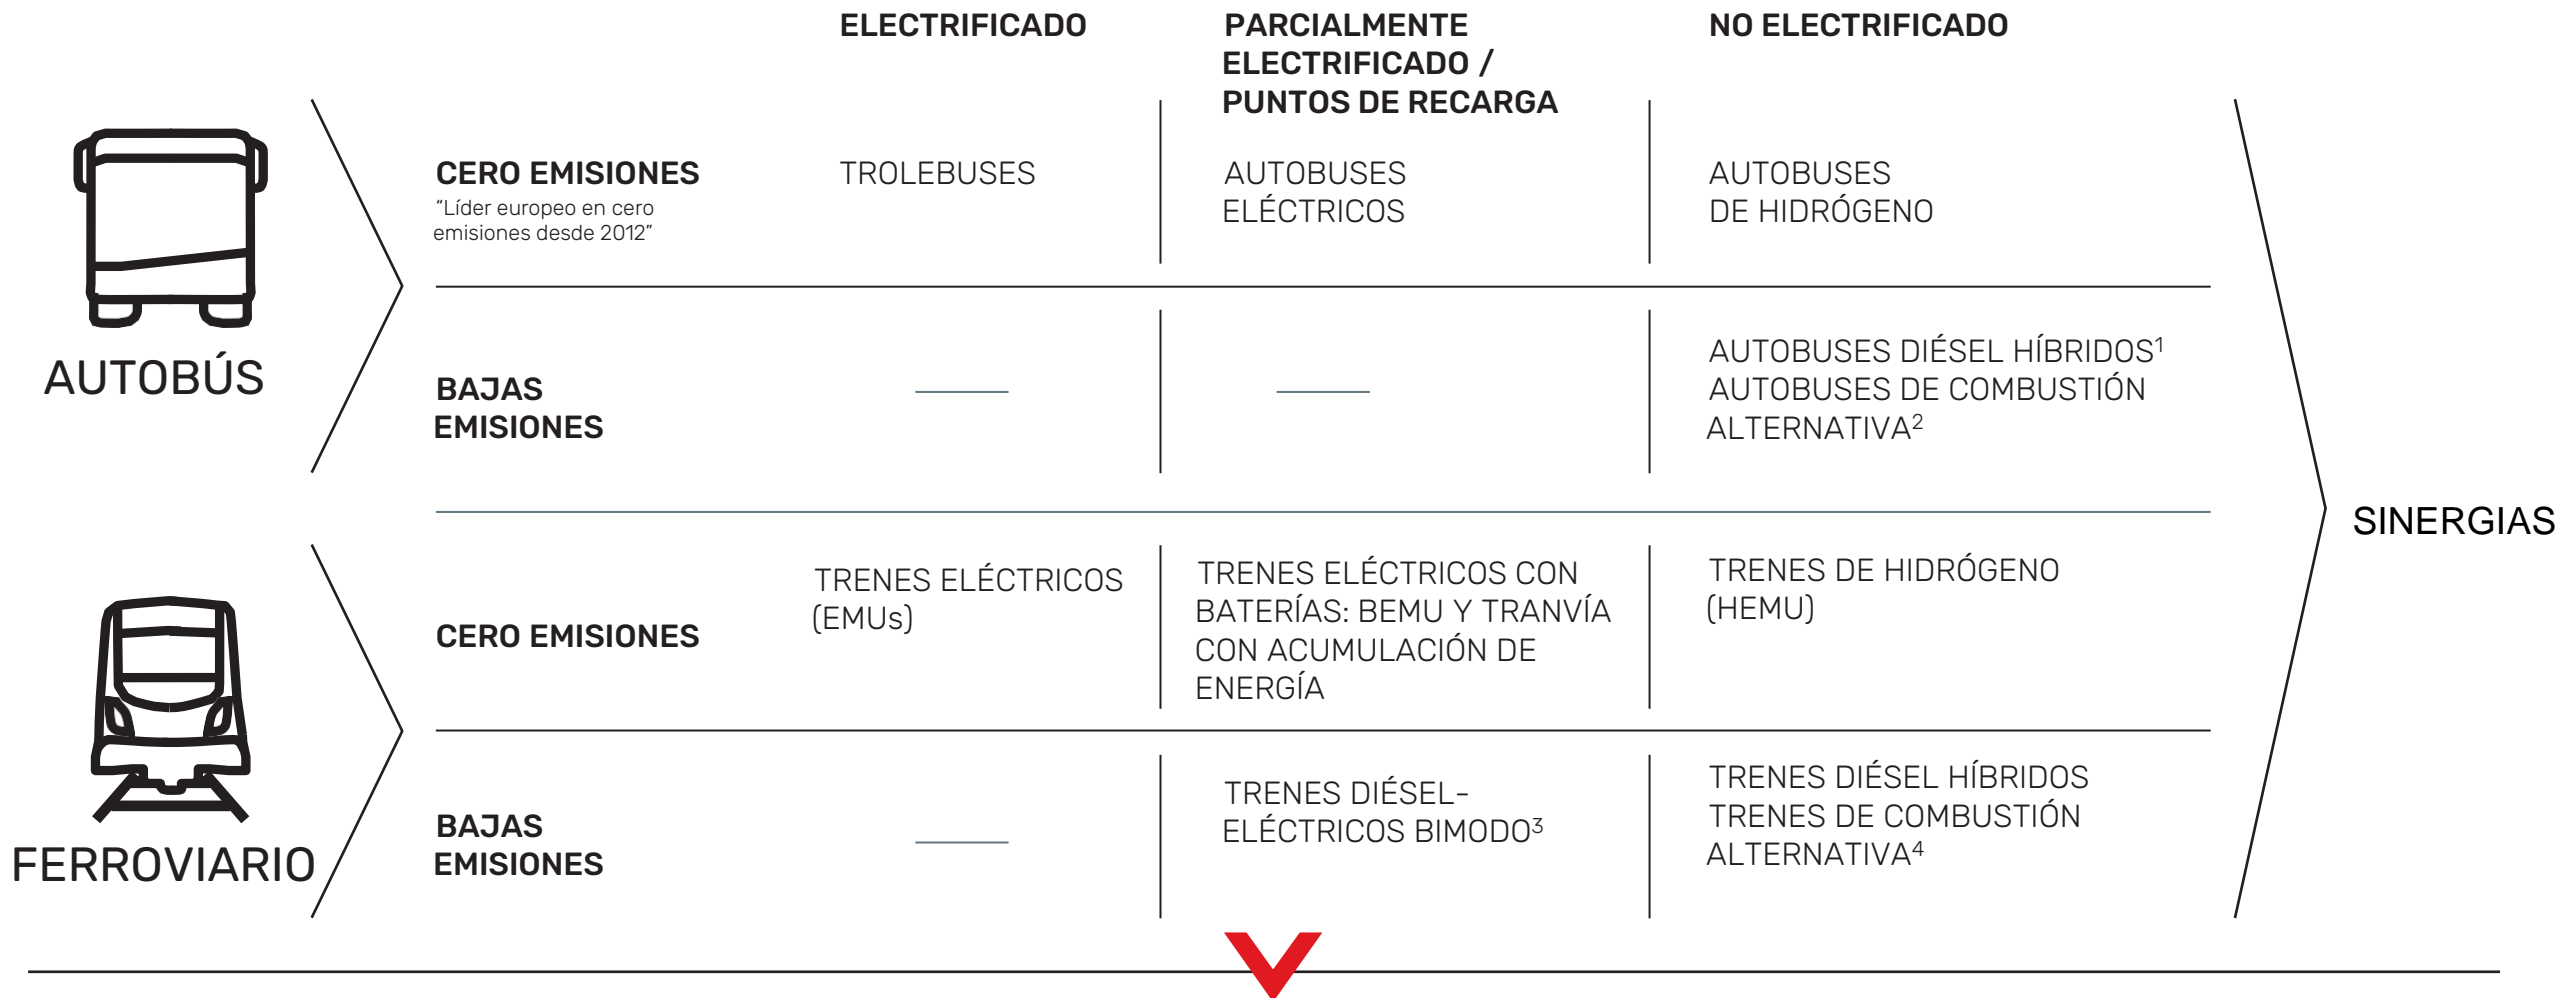 ELECTRIFICADO
PARCIALMENTE
ELECTRIFICADO /
PUNTOS DE RECARGA
NO ELECTRIFICADO
AUTOBÚS
CERO EMISIONES
“Líder europeo en cero
emisiones desde 2012”
TROLEBUSES
AUTOBUSES
ELÉCTRICOS
AUTOBUSES
DE HIDRÓGENO
BAJAS
EMISIONES
AUTOBUSES DIÉSEL HÍBRIDOS¹
AUTOBUSES DE COMBUSTIÓN
ALTERNATIVA²
FERROVIARIO
CERO EMISIONES
TRENES ELÉCTRICOS
(EMUs)
TRENES ELÉCTRICOS CON
BATERÍAS: BEMU Y TRANVÍA
CON ACUMULACIÓN DE
ENERGÍA
TRENES DE HIDRÓGENO
(HEMU)
BAJAS
EMISIONES
TRENES DIÉSEL-
ELÉCTRICOS BIMODO³
TRENES DIÉSEL HÍBRIDOS
TRENES DE COMBUSTIÓN
ALTERNATIVA⁴
SINERGIAS